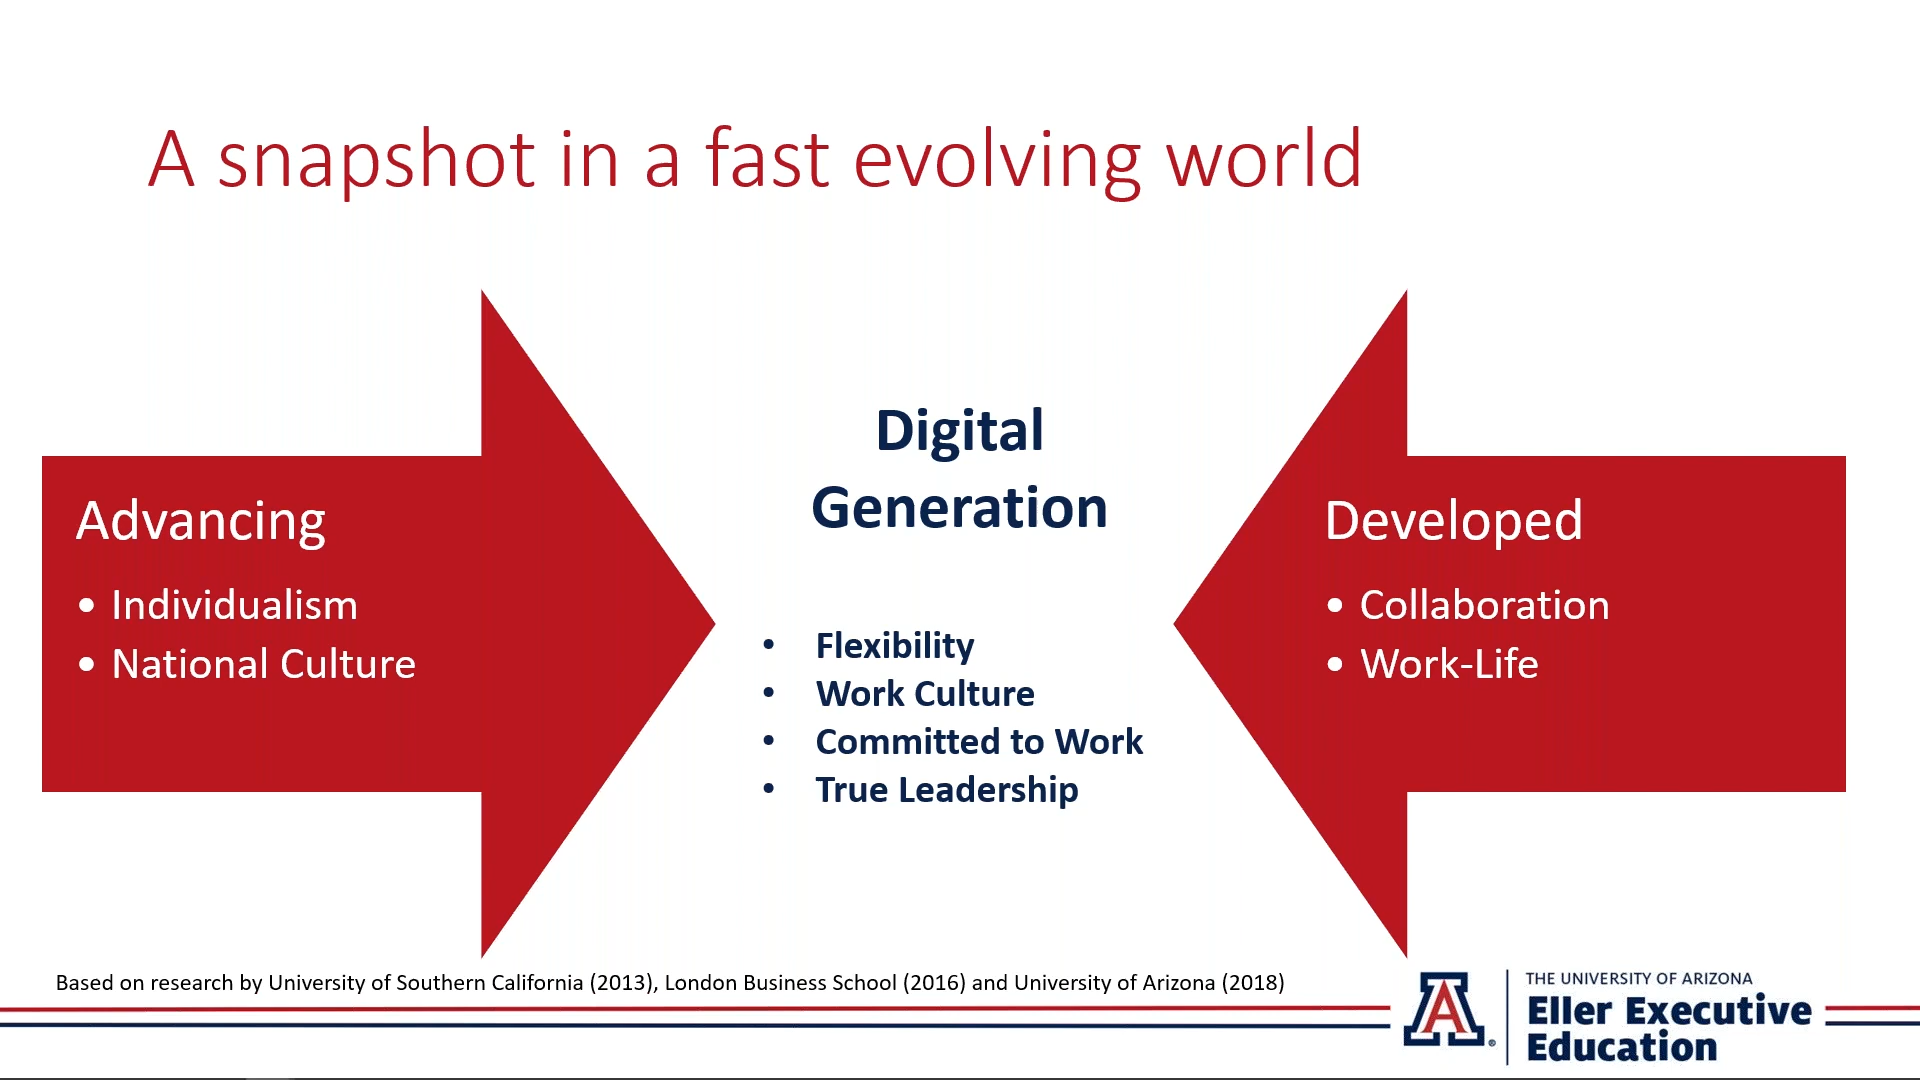 A snapshot in a fast evolving world
Advancing
• Individualism
• National Culture
Digital
Generation
• Flexibility
• Work Culture
• Committed to Work
• True Leadership
Developed
• Collaboration
• Work-Life
Based on research by University of Southern California (2013), London Business School (2016) and University of Arizona (2018)
A®
THE UNIVERSITY OF ARIZONA
Eller Executive
Education